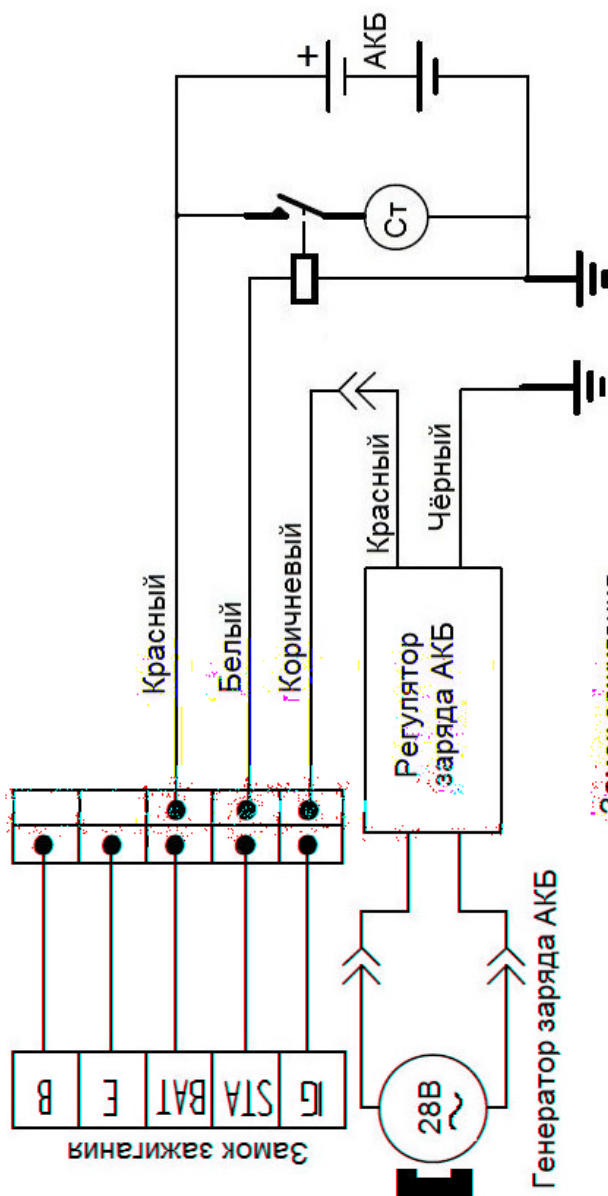 Замок зажигания
B
E
BAT
STA
IG
Красный
Белый
Коричневый
+
АКБ
Ст
28В
~
Регулятор
заряда АКБ
Красный
Чёрный
Генератор заряда АКБ